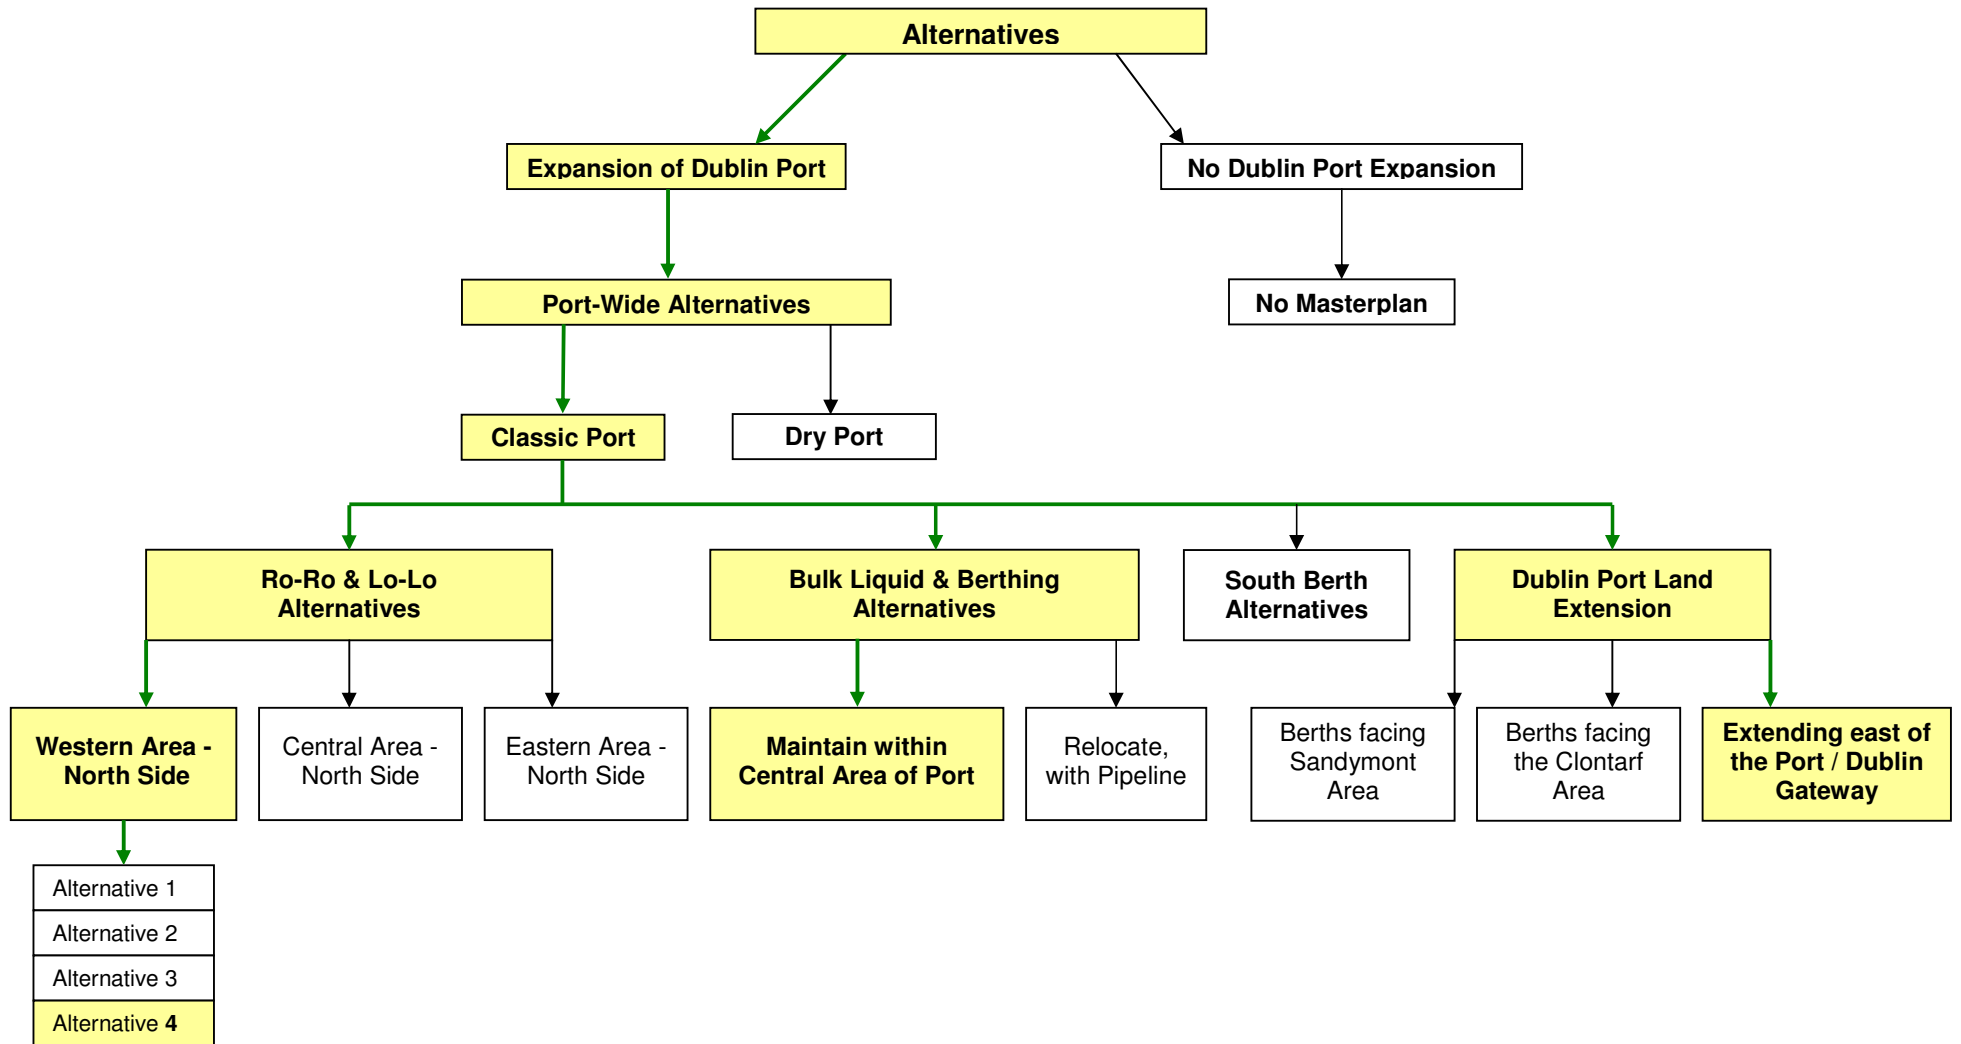 Alternatives
Expansion of Dublin Port
No Dublin Port Expansion
Port-Wide Alternatives
No Masterplan
Classic Port
Dry Port
Ro-Ro & Lo-Lo
Alternatives
Bulk Liquid & Berthing
Alternatives
South Berth
Alternatives
Dublin Port Land
Extension
Western Area -
North Side
Central Area -
North Side
Eastern Area -
North Side
Maintain within
Central Area of Port
Relocate,
with Pipeline
Berths facing
Sandymont
Area
Berths facing
the Clontarf
Area
Extending east of
the Port / Dublin
Gateway
Alternative 1
Alternative 2
Alternative 3
Alternative 4